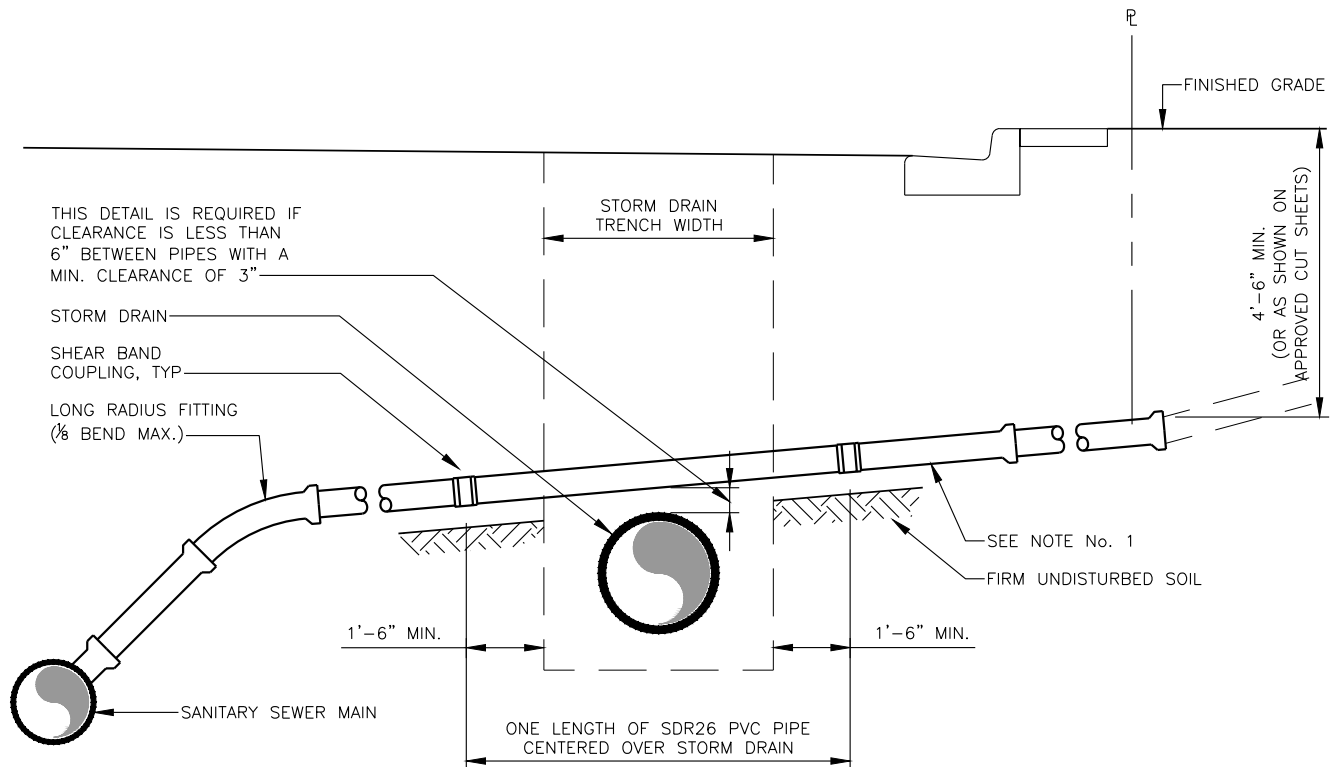 ℄
FINISHED GRADE
THIS DETAIL IS REQUIRED IF
CLEARANCE IS LESS THAN
6” BETWEEN PIPES WITH A
MIN. CLEARANCE OF 3”
STORM DRAIN
TRENCH WIDTH
4’-6” MIN.
(OR AS SHOWN ON
APPROVED CUT SHEETS)
STORM DRAIN
SHEAR BAND
COUPLING, TYP
LONG RADIUS FITTING
(⅛ BEND MAX.)
SEE NOTE No. 1
FIRM UNDISTURBED SOIL
1’-6” MIN.
1’-6” MIN.
SANITARY SEWER MAIN
ONE LENGTH OF SDR26 PVC PIPE
CENTERED OVER STORM DRAIN